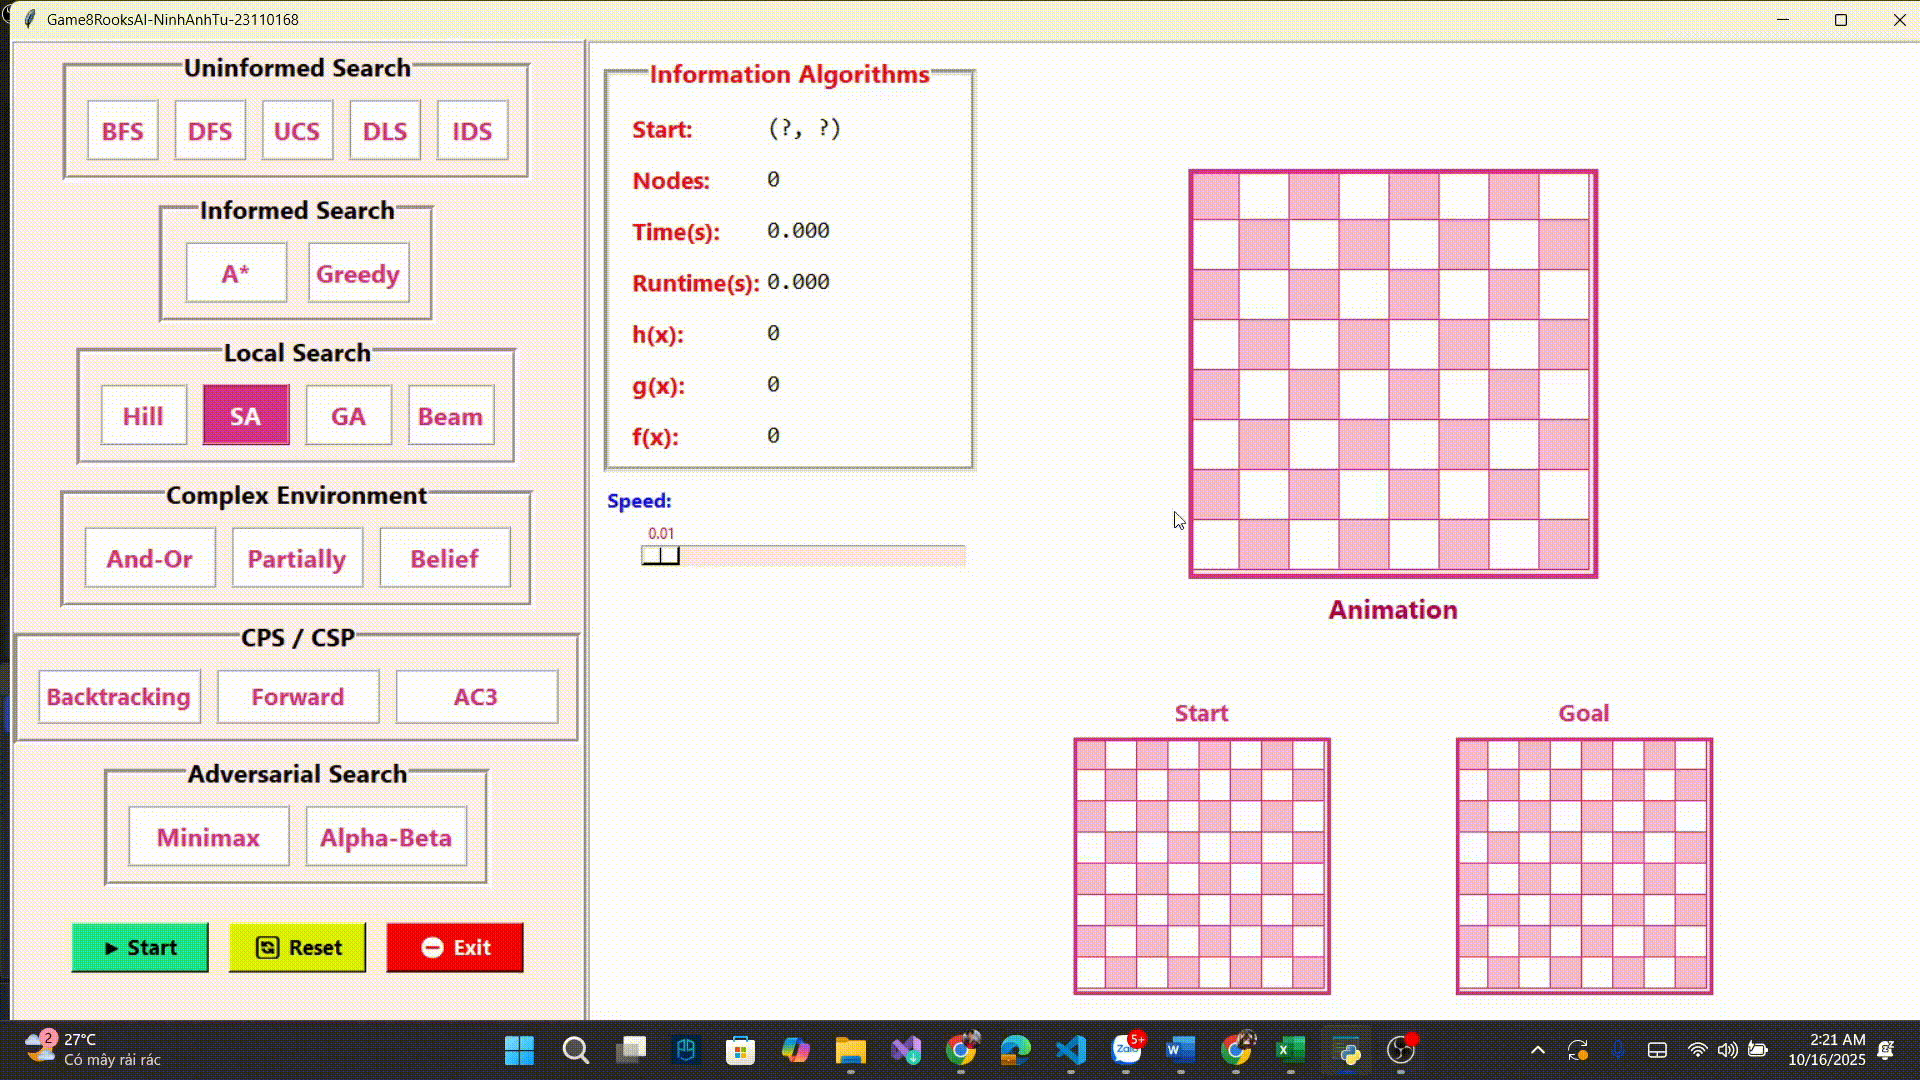 Game8RooksAI-NinhAnhTu-23110168
Uninformed Search
BFS DFS UCS DLS IDS
Informed Search
A* Greedy
Local Search
Hill SA GA Beam
Complex Environment
And-Or Partially Belief
CPS / CSP
Backtracking Forward AC3
Adversarial Search
Minimax Alpha-Beta
Start Reset Exit
Information Algorithms
Start: (?, ?)
Nodes: 0
Time(s): 0.000
Runtime(s): 0.000
h(x): 0
g(x): 0
f(x): 0
Speed:
0.01
Animation
Start
Goal
2
27°C
Có mây rải rác
Zalo
5+
2:21 AM
10/16/2025